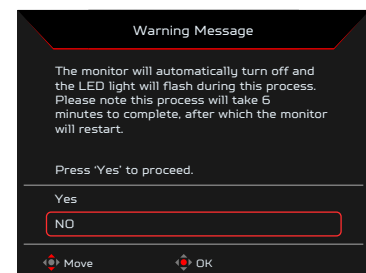 Warning Message
The monitor will automatically turn off and
the LED light will flash during this process.
Please note this process will take 6
minutes to complete, after which the monitor
will restart.
Press ‘Yes’ to proceed.
Yes
NO
Move OK